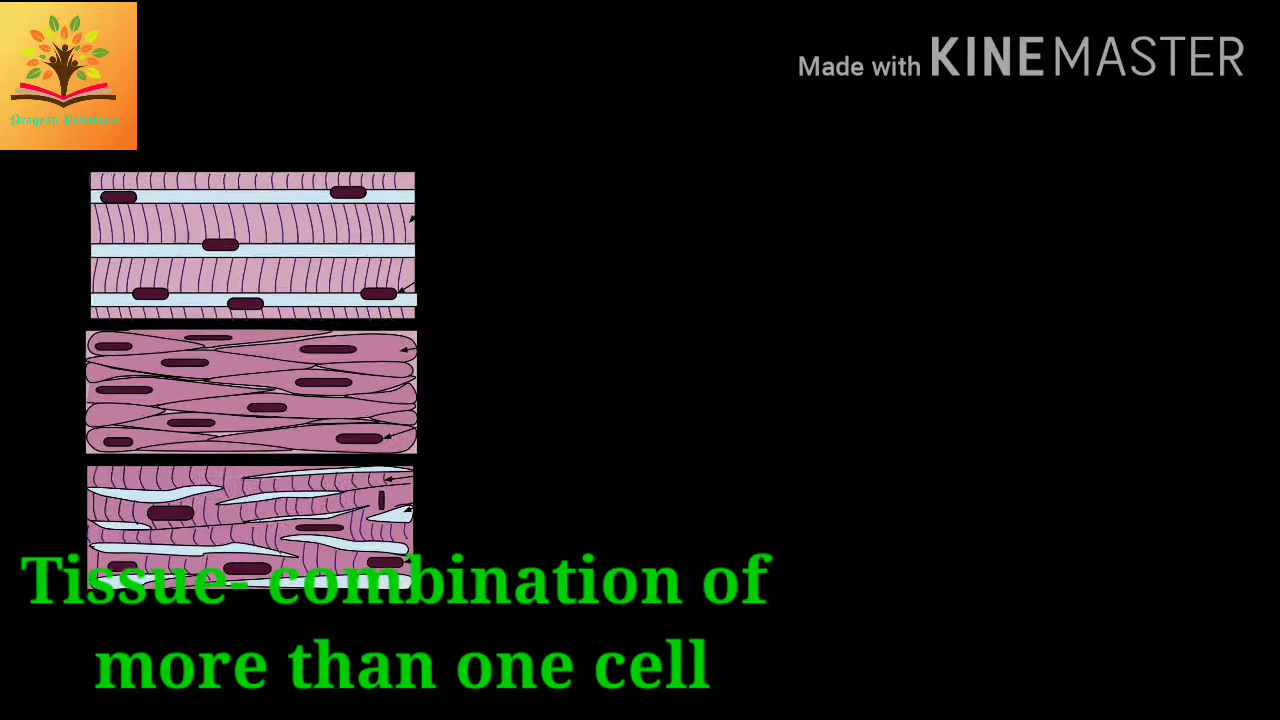 Made with KINEMASTER
Tissue- combination of
more than one cell